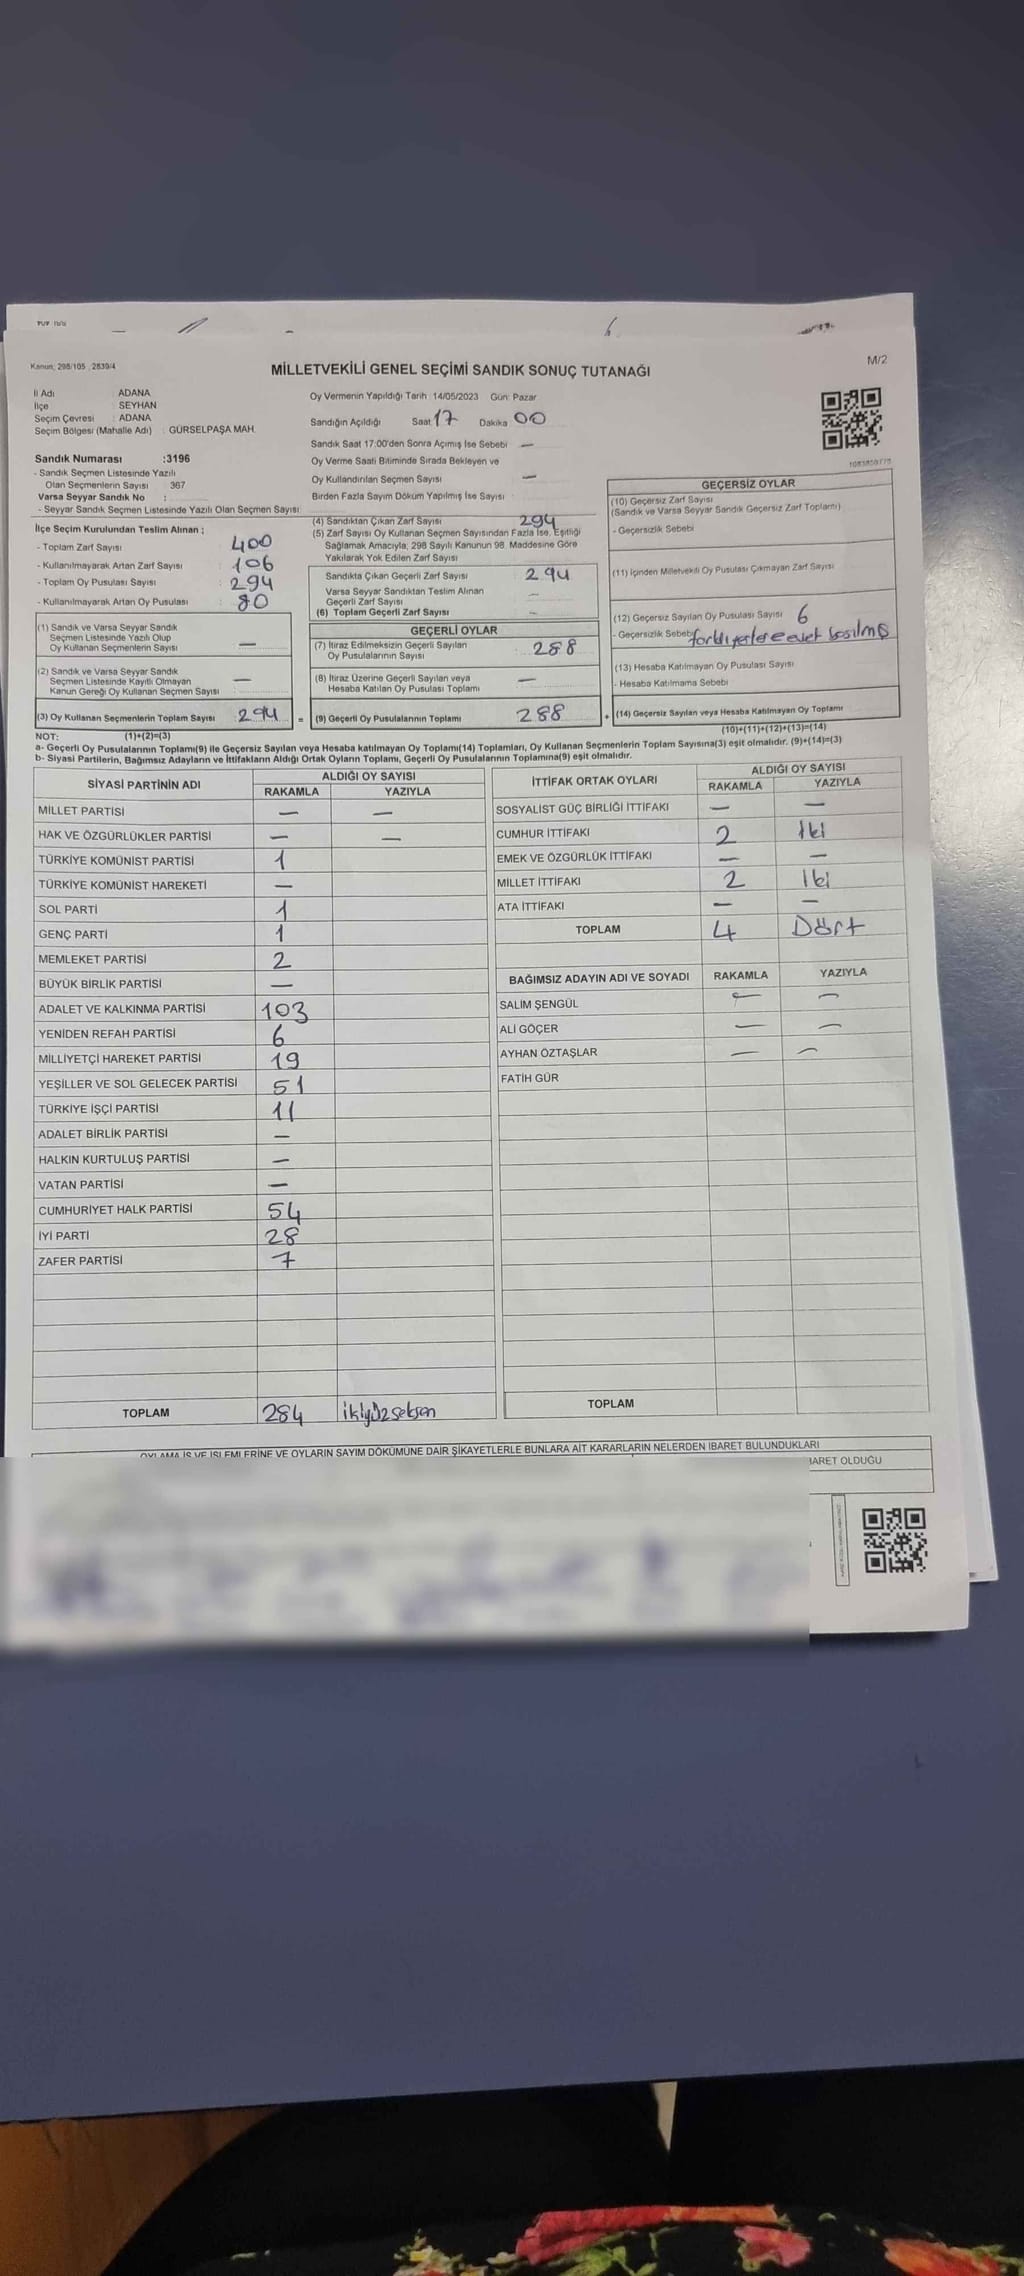 Kanun, 298/105 , 2839/4
MİLLETVEKİLİ GENEL SEÇİMİ SANDIK SONUÇ TUTANAĞI
M/2
İl Adı : ADANA
İlçe : SEYHAN
Seçim Çevresi : ADANA
Seçim Bölgesi (Mahalle Adı) : GÜRSELPAŞA MAH.
Sandık Numarası :3196
- Sandık Seçmen Listesinde Yazılı
Olan Seçmenlerin Sayısı : 367
Varsa Seyyar Sandık No :
- Seyyar Sandık Seçmen Listesinde Yazılı Olan Seçmen Sayısı :
İlçe Seçim Kurulundan Teslim Alınan ;
- Toplam Zarf Sayısı : 400
- Kullanılmayarak Artan Zarf Sayısı : 106
- Toplam Oy Pusulası Sayısı : 294
- Kullanılmayarak Artan Oy Pusulası : 80
(1) Sandık ve Varsa Seyyar Sandık
Seçmen Listesinde Yazılı Olup
Oy Kullanan Seçmenlerin Sayısı : —
(2) Sandık ve Varsa Seyyar Sandık
Seçmen Listesinde Kayıtlı Olmayan
Kanun Gereği Oy Kullanan Seçmen Sayısı : —
(3) Oy Kullanan Seçmenlerin Toplam Sayısı 294 =
Oy Vermenin Yapıldığı Tarih :14/05/2023 Gün: Pazar
Sandığın Açıldığı Saat 17 Dakika 00
Sandık Saat 17:00'den Sonra Açımış İse Sebebi —
Oy Verme Saati Bitiminde Sırada Bekleyen ve
Oy Kullandırılan Seçmen Sayısı —
Birden Fazla Sayım Döküm Yapılmış İse Sayısı :
(4) Sandıktan Çıkan Zarf Sayısı 294
(5) Zarf Sayısı Oy Kullanan Seçmen Sayısından Fazla İse, Eşitliği
Sağlamak Amacıyla, 298 Sayılı Kanunun 98. Maddesine Göre
Yakılarak Yok Edilen Zarf Sayısı
Sandıkta Çıkan Geçerli Zarf Sayısı : 294
Varsa Seyyar Sandıktan Teslim Alınan
Geçerli Zarf Sayısı : —
(6) Toplam Geçerli Zarf Sayısı : —
GEÇERLİ OYLAR
(7) İtiraz Edilmeksizin Geçerli Sayılan
Oy Pusulalarının Sayısı : 288
(8) İtiraz Üzerine Geçerli Sayılan veya
Hesaba Katılan Oy Pusulası Toplamı : —
(9) Geçerli Oy Pusulalarının Toplamı 288 +
GEÇERSİZ OYLAR
(10) Geçersiz Zarf Sayısı
(Sandık ve Varsa Seyyar Sandık Geçersiz Zarf Toplamı)
- Geçersizlik Sebebi
(11) İçinden Milletvekili Oy Pusulası Çıkmayan Zarf Sayısı
(12) Geçersiz Sayılan Oy Pusulası Sayısı 6
- Geçersizlik Sebebi farklı yerlere evet basılmış
(13) Hesaba Katılmayan Oy Pusulası Sayısı
- Hesaba Katılmama Sebebi
(14) Geçersiz Sayılan veya Hesaba Katılmayan Oy Toplamı
NOT: (1)+(2)=(3) (10)+(11)+(12)+(13)=(14)
a- Geçerli Oy Pusulalarının Toplamı(9) ile Geçersiz Sayılan veya Hesaba katılmayan Oy Toplamı(14) Toplamları, Oy Kullanan Seçmenlerin Toplam Sayısına(3) eşit olmalıdır. (9)+(14)=(3)
b- Siyasi Partilerin, Bağımsız Adayların ve İttifakların Aldığı Ortak Oyların Toplamı, Geçerli Oy Pusulalarının Toplamına(9) eşit olmalıdır.
SİYASİ PARTİNİN ADI ALDIĞI OY SAYISI
RAKAMLA YAZIYLA
MİLLET PARTİSİ — —
HAK VE ÖZGÜRLÜKLER PARTİSİ — —
TÜRKİYE KOMÜNİST PARTİSİ 1
TÜRKİYE KOMÜNİST HAREKETİ —
SOL PARTİ 1
GENÇ PARTİ 1
MEMLEKET PARTİSİ 2
BÜYÜK BİRLİK PARTİSİ —
ADALET VE KALKINMA PARTİSİ 103
YENİDEN REFAH PARTİSİ 6
MİLLİYETÇİ HAREKET PARTİSİ 19
YEŞİLLER VE SOL GELECEK PARTİSİ 51
TÜRKİYE İŞÇİ PARTİSİ 11
ADALET BİRLİK PARTİSİ —
HALKIN KURTULUŞ PARTİSİ —
VATAN PARTİSİ —
CUMHURİYET HALK PARTİSİ 54
İYİ PARTİ 28
ZAFER PARTİSİ 7
TOPLAM 284 ikiyüzseksen
İTTİFAK ORTAK OYLARI ALDIĞI OY SAYISI
RAKAMLA YAZIYLA
SOSYALİST GÜÇ BİRLİĞİ İTTİFAKI — —
CUMHUR İTTİFAKI 2 İki
EMEK VE ÖZGÜRLÜK İTTİFAKI — —
MİLLET İTTİFAKI 2 İki
ATA İTTİFAKI — —
TOPLAM 4 Dört
BAĞIMSIZ ADAYIN ADI VE SOYADI RAKAMLA YAZIYLA
SALİM ŞENGÜL — —
ALİ GÖÇER — —
AYHAN ÖZTAŞLAR — —
FATİH GÜR
TOPLAM
OYLAMA İŞ VE İŞLEMLERİNE VE OYLARIN SAYIM DÖKÜMÜNE DAİR ŞİKAYETLERLE BUNLARA AİT KARARLARIN NELERDEN İBARET BULUNDUKLARI
İBARET OLDUĞU